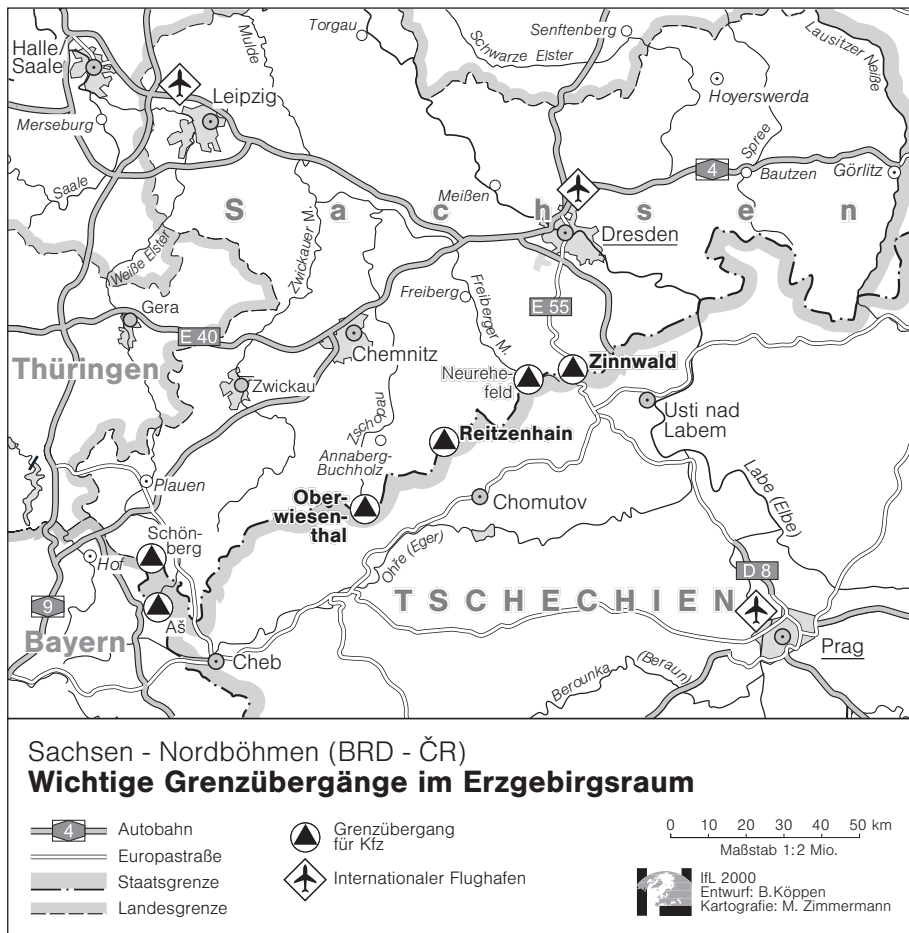 Halle/
Saale
Mulde
Torgau
Senftenberg
Schwarze Elster
Lausitzer Neiße
Leipzig
Hoyerswerda
Merseburg
Spree
Saale
Meißen
4
Bautzen
Görlitz
Sachsen
Zwickauer M.
Dresden
Weiße Elster
Freiberg
Freiberger M.
E 55
Gera
E 40
Chemnitz
Thüringen
Neurehe-
feld
Zinnwald
Zwickau
Zschopau
Usti nad
Labem
Reitzenhain
Annaberg-
Buchholz
Plauen
Ober-
wiesen-
thal
Chomutov
Labe (Elbe)
Schön-
berg
Hof
Ohře (Eger)
D 8
9
TSCHECHIEN
Aš
Bayern
Cheb
Prag
Berounka (Beraun)
Sachsen - Nordböhmen (BRD - ČR)
Wichtige Grenzübergänge im Erzgebirgsraum
4 Autobahn
Europastraße
Staatsgrenze
Landesgrenze
Grenzübergang
für Kfz
Internationaler Flughafen
0 10 20 30 40 50 km
Maßstab 1:2 Mio.
IfL 2000
Entwurf: B.Köppen
Kartografie: M. Zimmermann